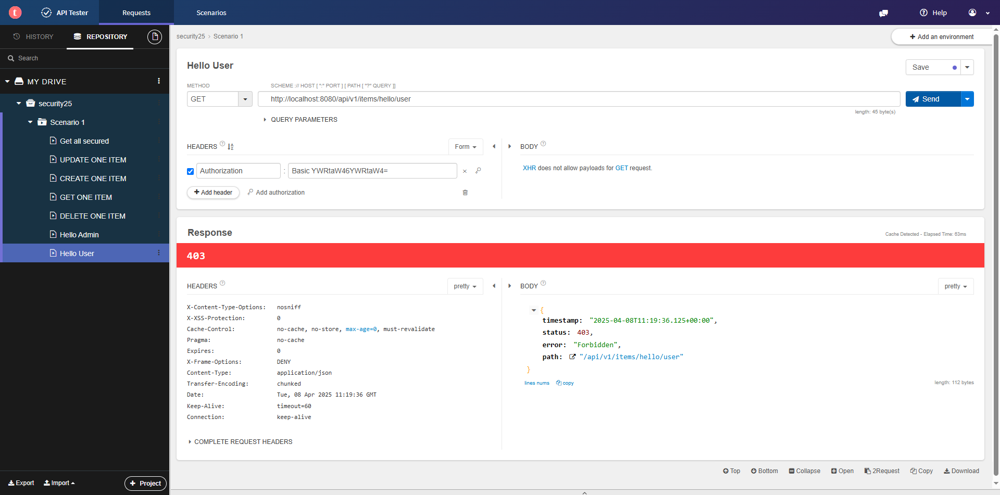 t API Tester Requests Scenarios Help
HISTORY REPOSITORY
Search
MY DRIVE
security25
Scenario 1
Get all secured
UPDATE ONE ITEM
CREATE ONE ITEM
GET ONE ITEM
DELETE ONE ITEM
Hello Admin
Hello User
Export Import + Project
security25 › Scenario 1
+ Add an environment
Hello User
Save
METHOD SCHEME :// HOST [ ":" PORT ] [ PATH [ "?" QUERY ]]
GET http://localhost:8080/api/v1/items/hello/user Send
length: 45 byte(s)
QUERY PARAMETERS
HEADERS ? Form
BODY ?
Authorization : Basic YWRtaW46YWRtaW4= ×
XHR does not allow payloads for GET request.
+ Add header Add authorization
Response
Cache Detected - Elapsed Time: 63ms
403
HEADERS ? pretty
X-Content-Type-Options: nosniff
X-XSS-Protection: 0
Cache-Control: no-cache, no-store, max-age=0, must-revalidate
Pragma: no-cache
Expires: 0
X-Frame-Options: DENY
Content-Type: application/json
Transfer-Encoding: chunked
Date: Tue, 08 Apr 2025 11:19:36 GMT
Keep-Alive: timeout=60
Connection: keep-alive
COMPLETE REQUEST HEADERS
BODY ? pretty
{
timestamp: "2025-04-08T11:19:36.125+00:00",
status: 403,
error: "Forbidden",
path: "/api/v1/items/hello/user"
}
lines nums copy length: 112 bytes
Top Bottom Collapse Open 2Request Copy Download